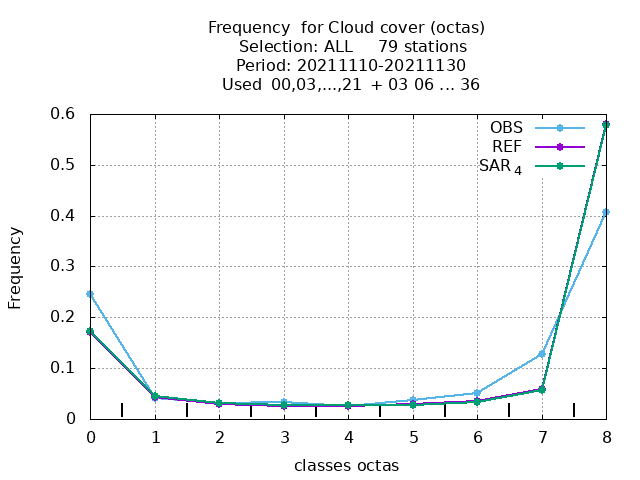 Frequency for Cloud cover (octas)
Selection: ALL 79 stations
Period: 20211110-20211130
Used 00,03,...,21 + 03 06 ... 36
0.6
0.5
0.4
0.3
0.2
0.1
0
Frequency
OBS
REF
SAR 4
0 1 2 3 4 5 6 7 8
classes octas